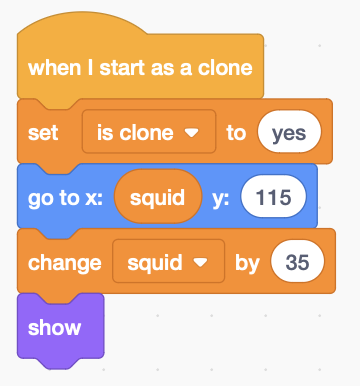 when I start as a clone
set is clone to yes
go to x: squid y: 115
change squid by 35
show